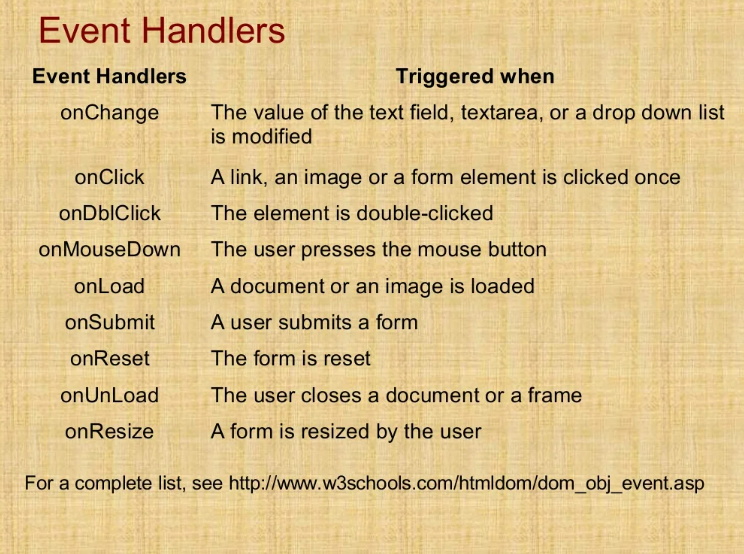 Event Handlers
Event Handlers Triggered when
onChange The value of the text field, textarea, or a drop down list
is modified
onClick A link, an image or a form element is clicked once
onDblClick The element is double-clicked
onMouseDown The user presses the mouse button
onLoad A document or an image is loaded
onSubmit A user submits a form
onReset The form is reset
onUnLoad The user closes a document or a frame
onResize A form is resized by the user
For a complete list, see http://www.w3schools.com/htmldom/dom_obj_event.asp